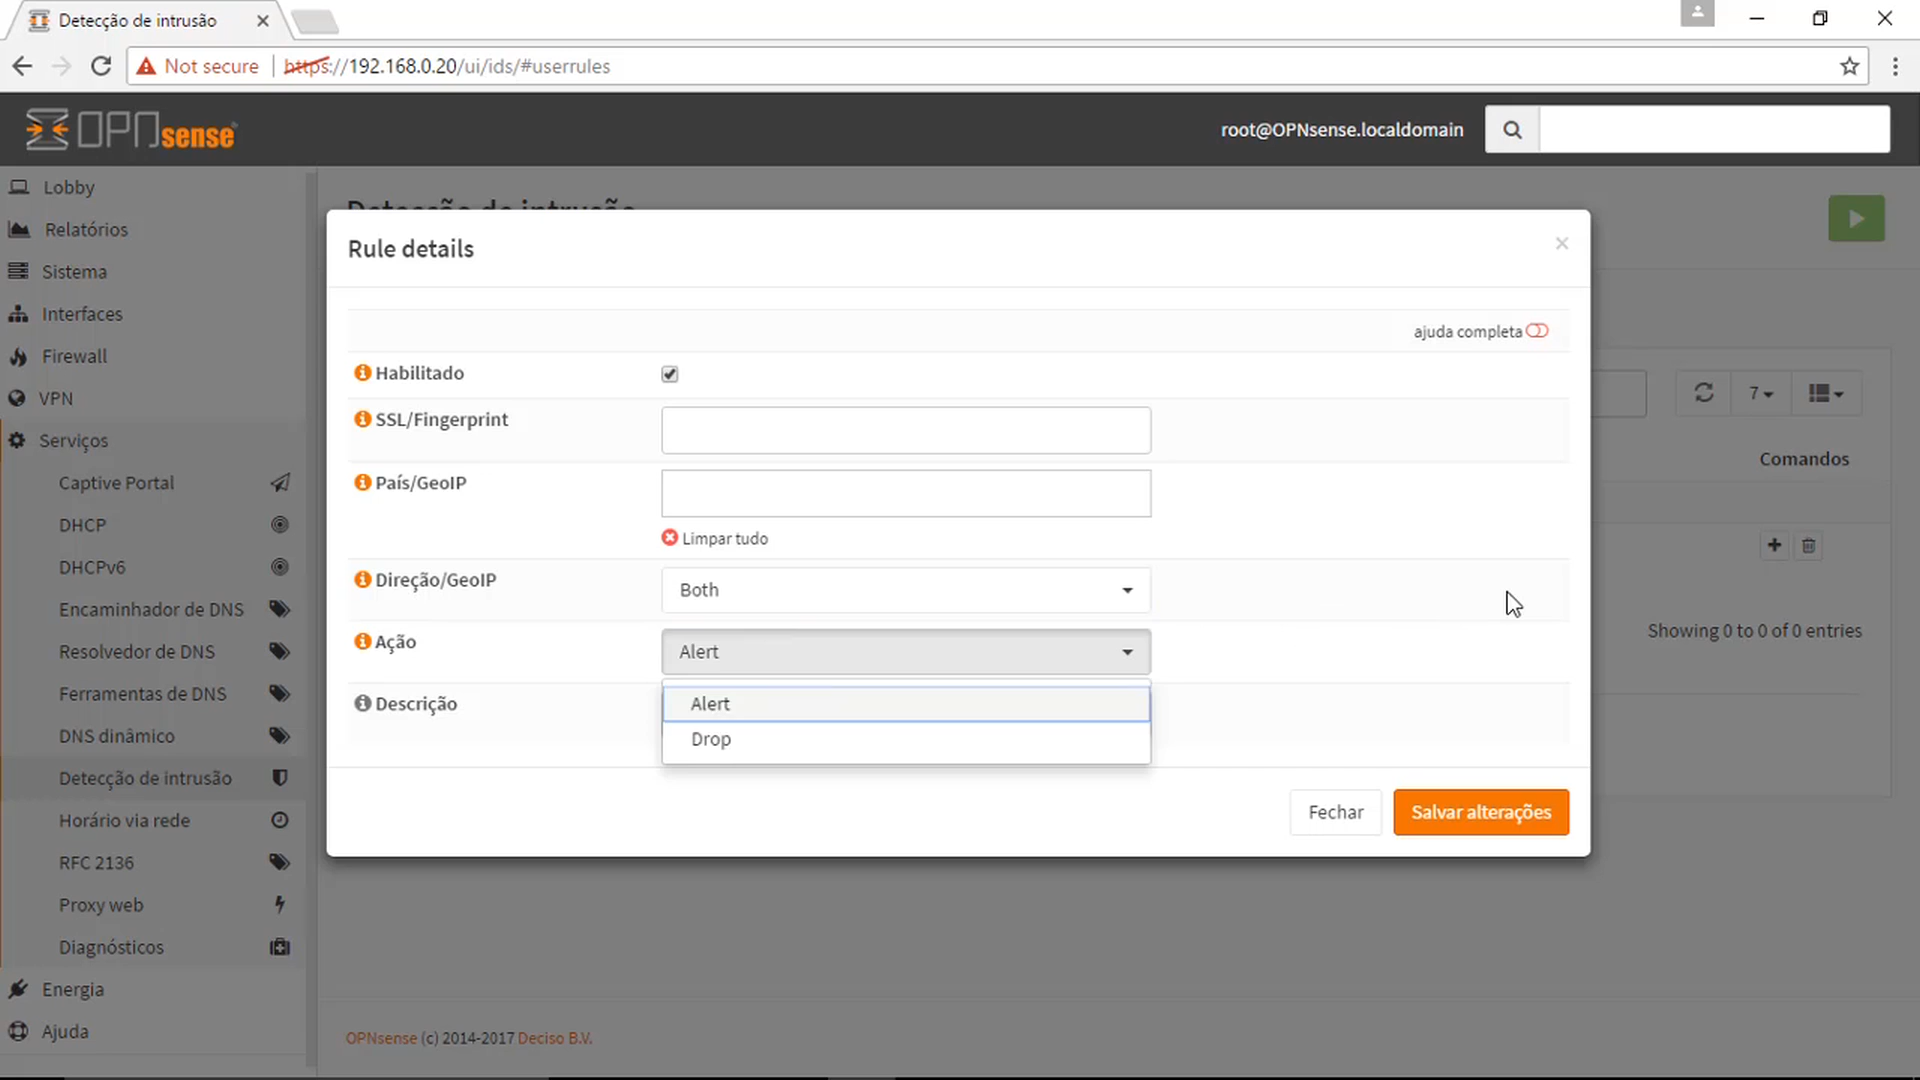 Detecção de intrusão
Not secure
https://192.168.0.20/ui/ids/#userrules
OPNsense
root@OPNsense.localdomain
Lobby
Relatórios
Sistema
Interfaces
Firewall
VPN
Serviços
Captive Portal
DHCP
DHCPv6
Encaminhador de DNS
Resolvedor de DNS
Ferramentas de DNS
DNS dinâmico
Detecção de intrusão
Horário via rede
RFC 2136
Proxy web
Diagnósticos
Energia
Ajuda
Detecção de intrusão
Rule details
ajuda completa
Habilitado
SSL/Fingerprint
País/GeoIP
Limpar tudo
Direção/GeoIP
Both
Ação
Alert
Descrição
Alert
Drop
Fechar
Salvar alterações
7
Comandos
Showing 0 to 0 of 0 entries
OPNsense (c) 2014-2017 Deciso B.V.